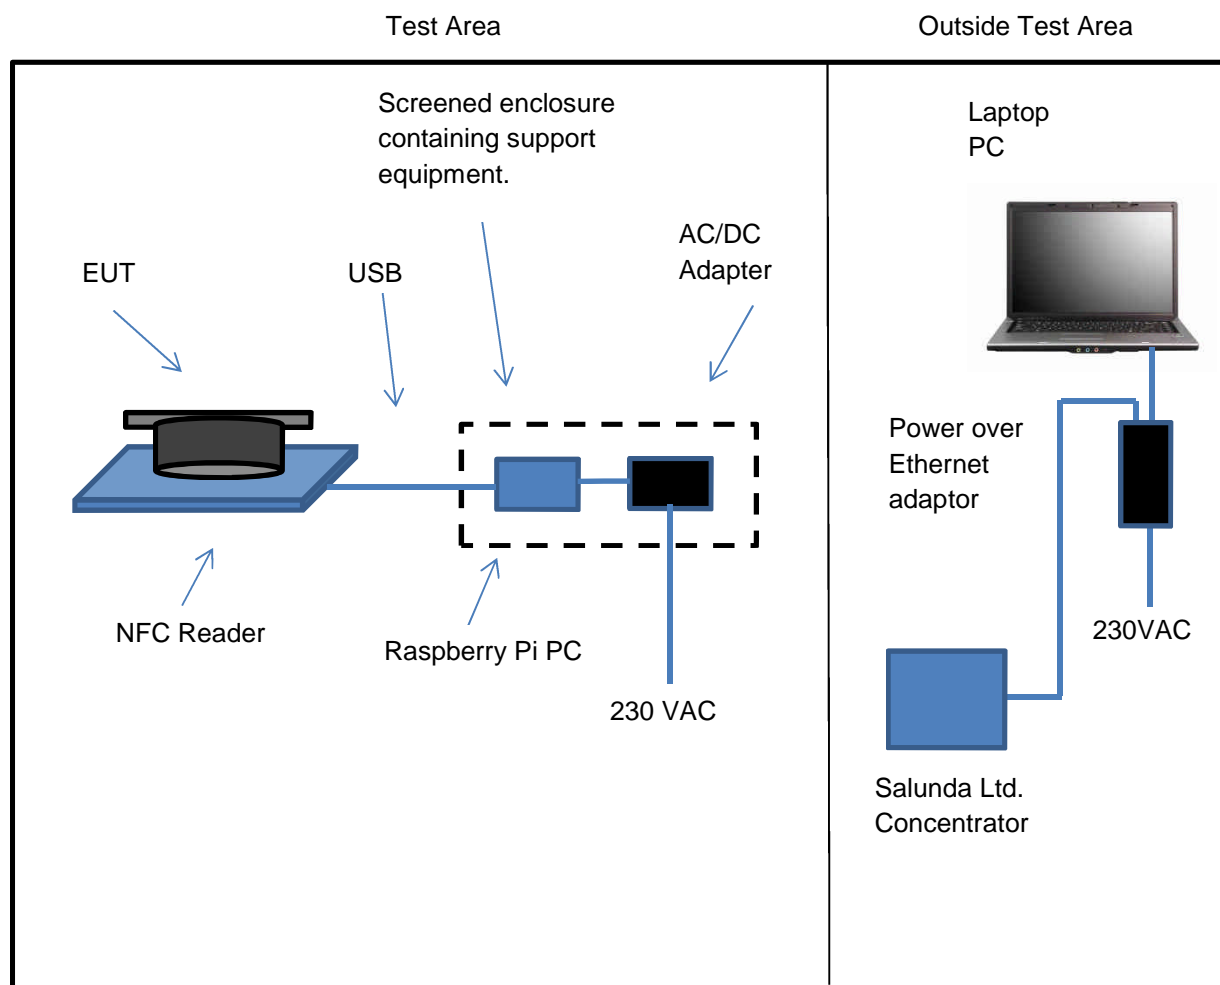 Test Area
Outside Test Area
Screened enclosure
containing support
equipment.
Laptop
PC
AC/DC
Adapter
EUT
USB
Power over
Ethernet
adaptor
NFC Reader
Raspberry Pi PC
230VAC
230 VAC
Salunda Ltd.
Concentrator